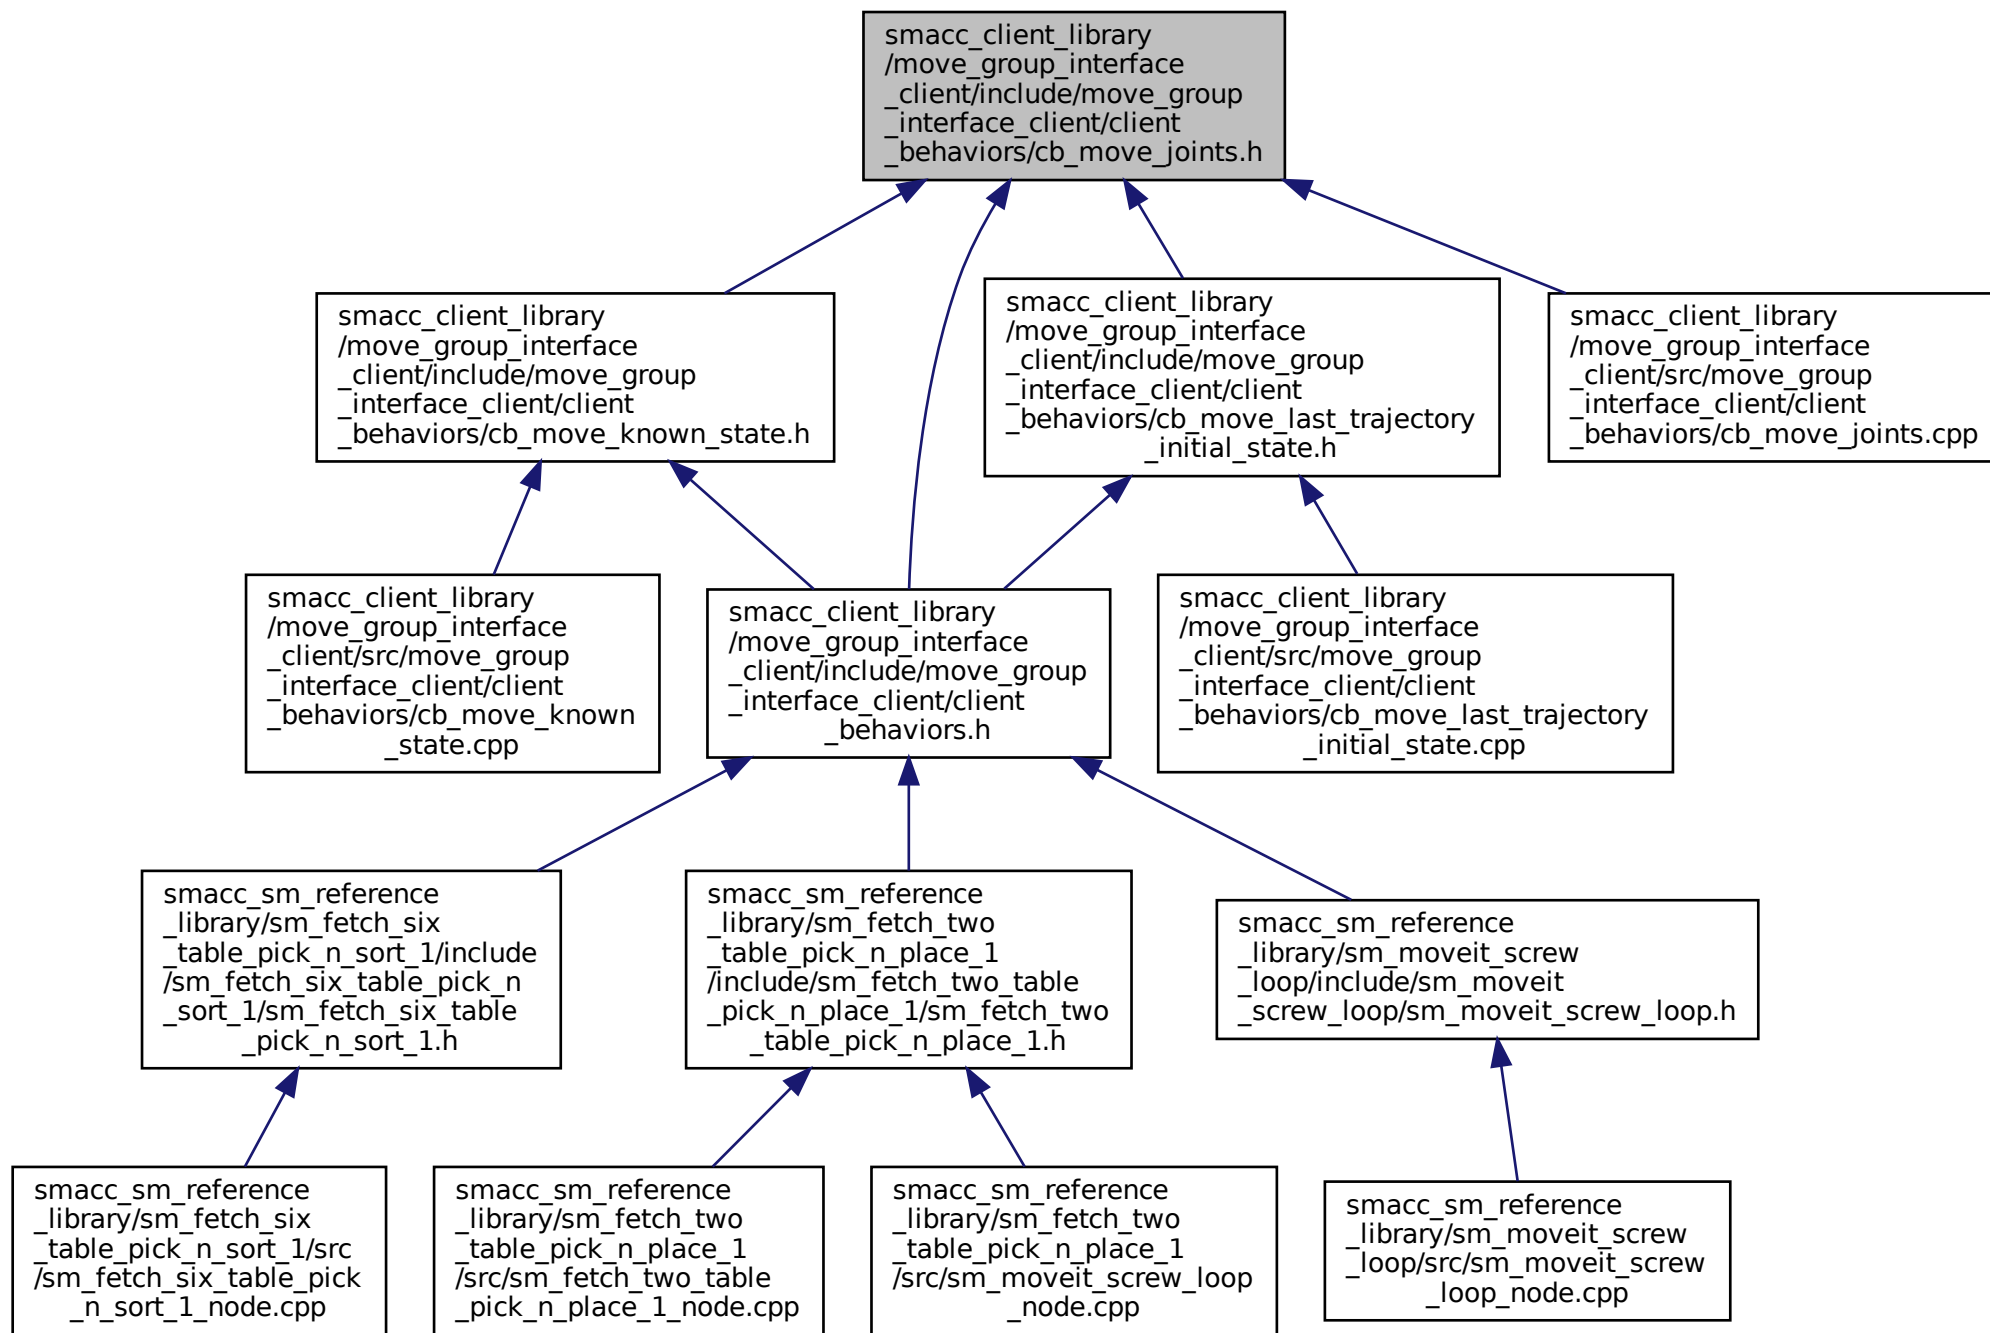 smacc_client_library
/move_group_interface
_client/include/move_group
_interface_client/client
_behaviors/cb_move_joints.h
smacc_client_library
/move_group_interface
_client/include/move_group
_interface_client/client
_behaviors/cb_move_known_state.h
smacc_client_library
/move_group_interface
_client/include/move_group
_interface_client/client
_behaviors/cb_move_last_trajectory
_initial_state.h
smacc_client_library
/move_group_interface
_client/src/move_group
_interface_client/client
_behaviors/cb_move_joints.cpp
smacc_client_library
/move_group_interface
_client/src/move_group
_interface_client/client
_behaviors/cb_move_known
_state.cpp
smacc_client_library
/move_group_interface
_client/include/move_group
_interface_client/client
_behaviors.h
smacc_client_library
/move_group_interface
_client/src/move_group
_interface_client/client
_behaviors/cb_move_last_trajectory
_initial_state.cpp
smacc_sm_reference
_library/sm_fetch_six
_table_pick_n_sort_1/include
/sm_fetch_six_table_pick_n
_sort_1/sm_fetch_six_table
_pick_n_sort_1.h
smacc_sm_reference
_library/sm_fetch_two
_table_pick_n_place_1
/include/sm_fetch_two_table
_pick_n_place_1/sm_fetch_two
_table_pick_n_place_1.h
smacc_sm_reference
_library/sm_moveit_screw
_loop/include/sm_moveit
_screw_loop/sm_moveit_screw_loop.h
smacc_sm_reference
_library/sm_fetch_six
_table_pick_n_sort_1/src
/sm_fetch_six_table_pick
_n_sort_1_node.cpp
smacc_sm_reference
_library/sm_fetch_two
_table_pick_n_place_1
/src/sm_fetch_two_table
_pick_n_place_1_node.cpp
smacc_sm_reference
_library/sm_fetch_two
_table_pick_n_place_1
/src/sm_moveit_screw_loop
_node.cpp
smacc_sm_reference
_library/sm_moveit_screw
_loop/src/sm_moveit_screw
_loop_node.cpp